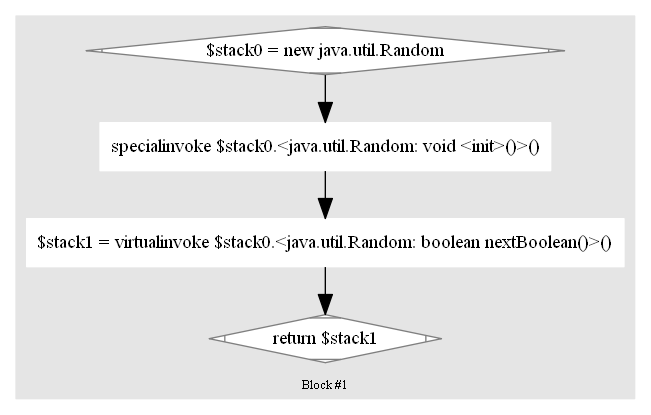 $stack0 = new java.util.Random
specialinvoke $stack0.<java.util.Random: void <init>()>()
$stack1 = virtualinvoke $stack0.<java.util.Random: boolean nextBoolean()>()
return $stack1
Block #1